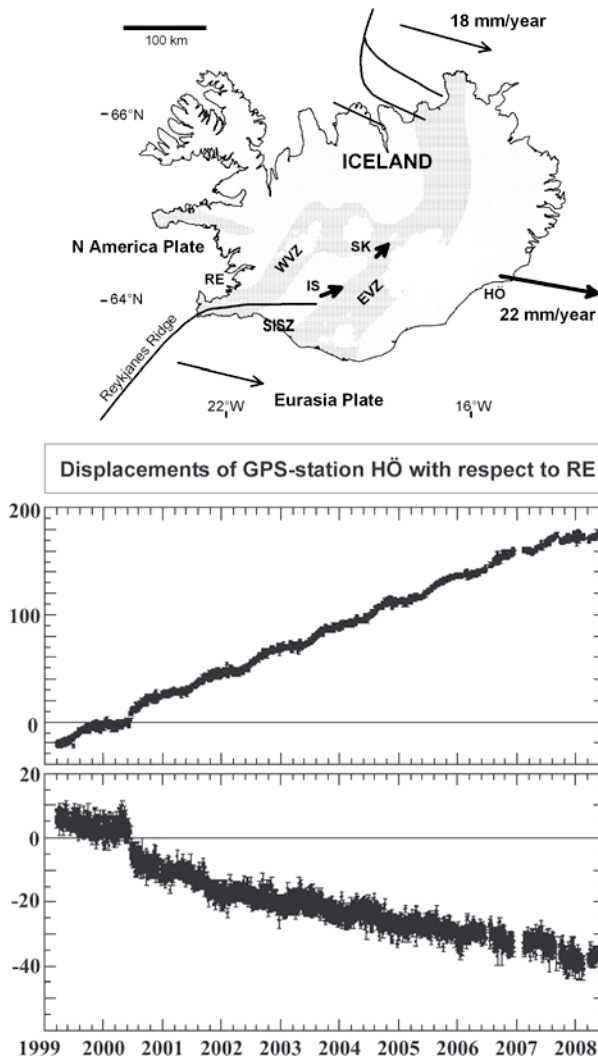 18 mm/year
100 km
66°N
ICELAND
N America Plate
WVZ
SK
RE
IS
EVZ
64°N
HÖ
SISZ
22 mm/year
Reykjanes Ridge
22°W
Eurasia Plate
16°W
Displacements of GPS-station HÖ with respect to RE
200
100
0
20
0
-20
-40
1999 2000 2001 2002 2003 2004 2005 2006 2007 2008